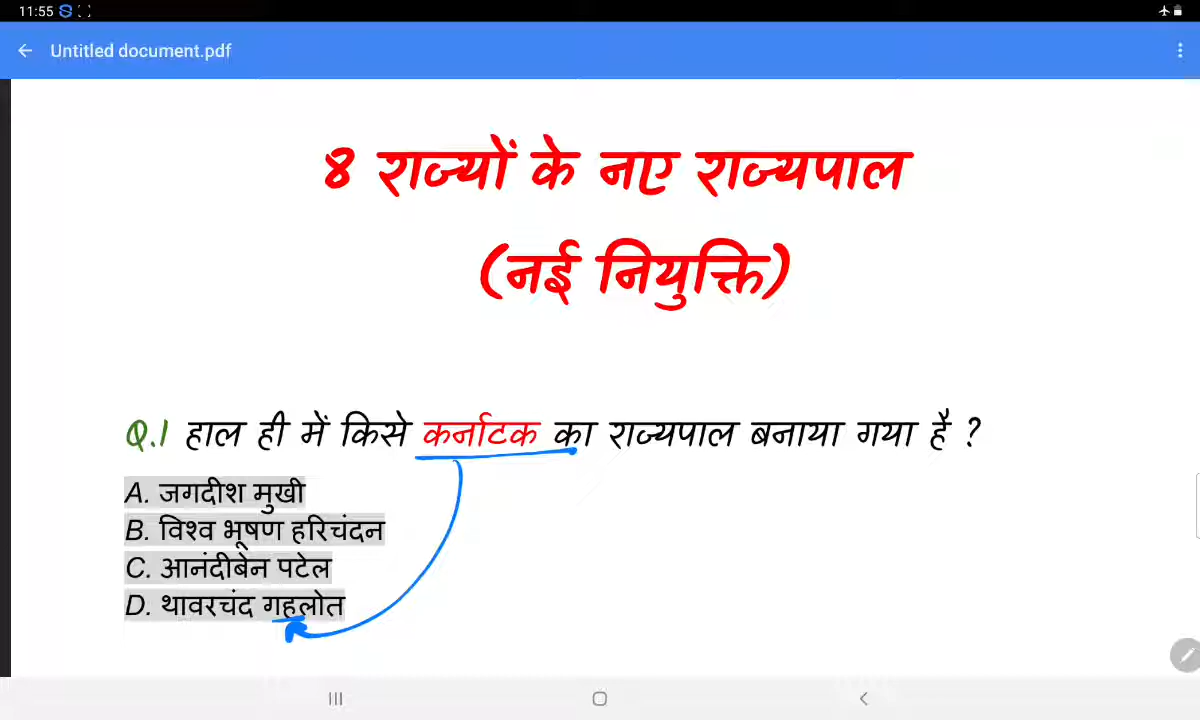 11:55
Untitled document.pdf
8 राज्यों के नए राज्यपाल
(नई नियुक्ति)
Q.1 हाल ही में किसे कर्नाटक का राज्यपाल बनाया गया है ?
A. जगदीश मुखी
B. विश्व भूषण हरिचंदन
C. आनंदीबेन पटेल
D. थावरचंद गहलोत